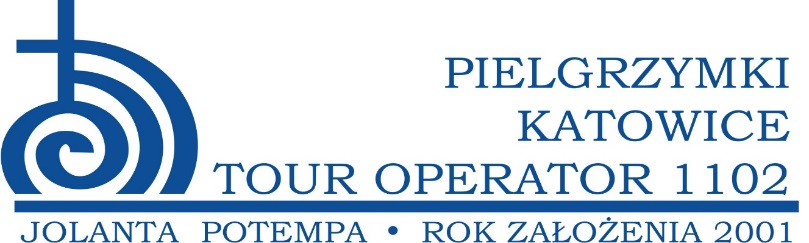 PIELGRZYMKI
KATOWICE
TOUR OPERATOR 1102
JOLANTA POTEMPA • ROK ZAŁOŻENIA 2001